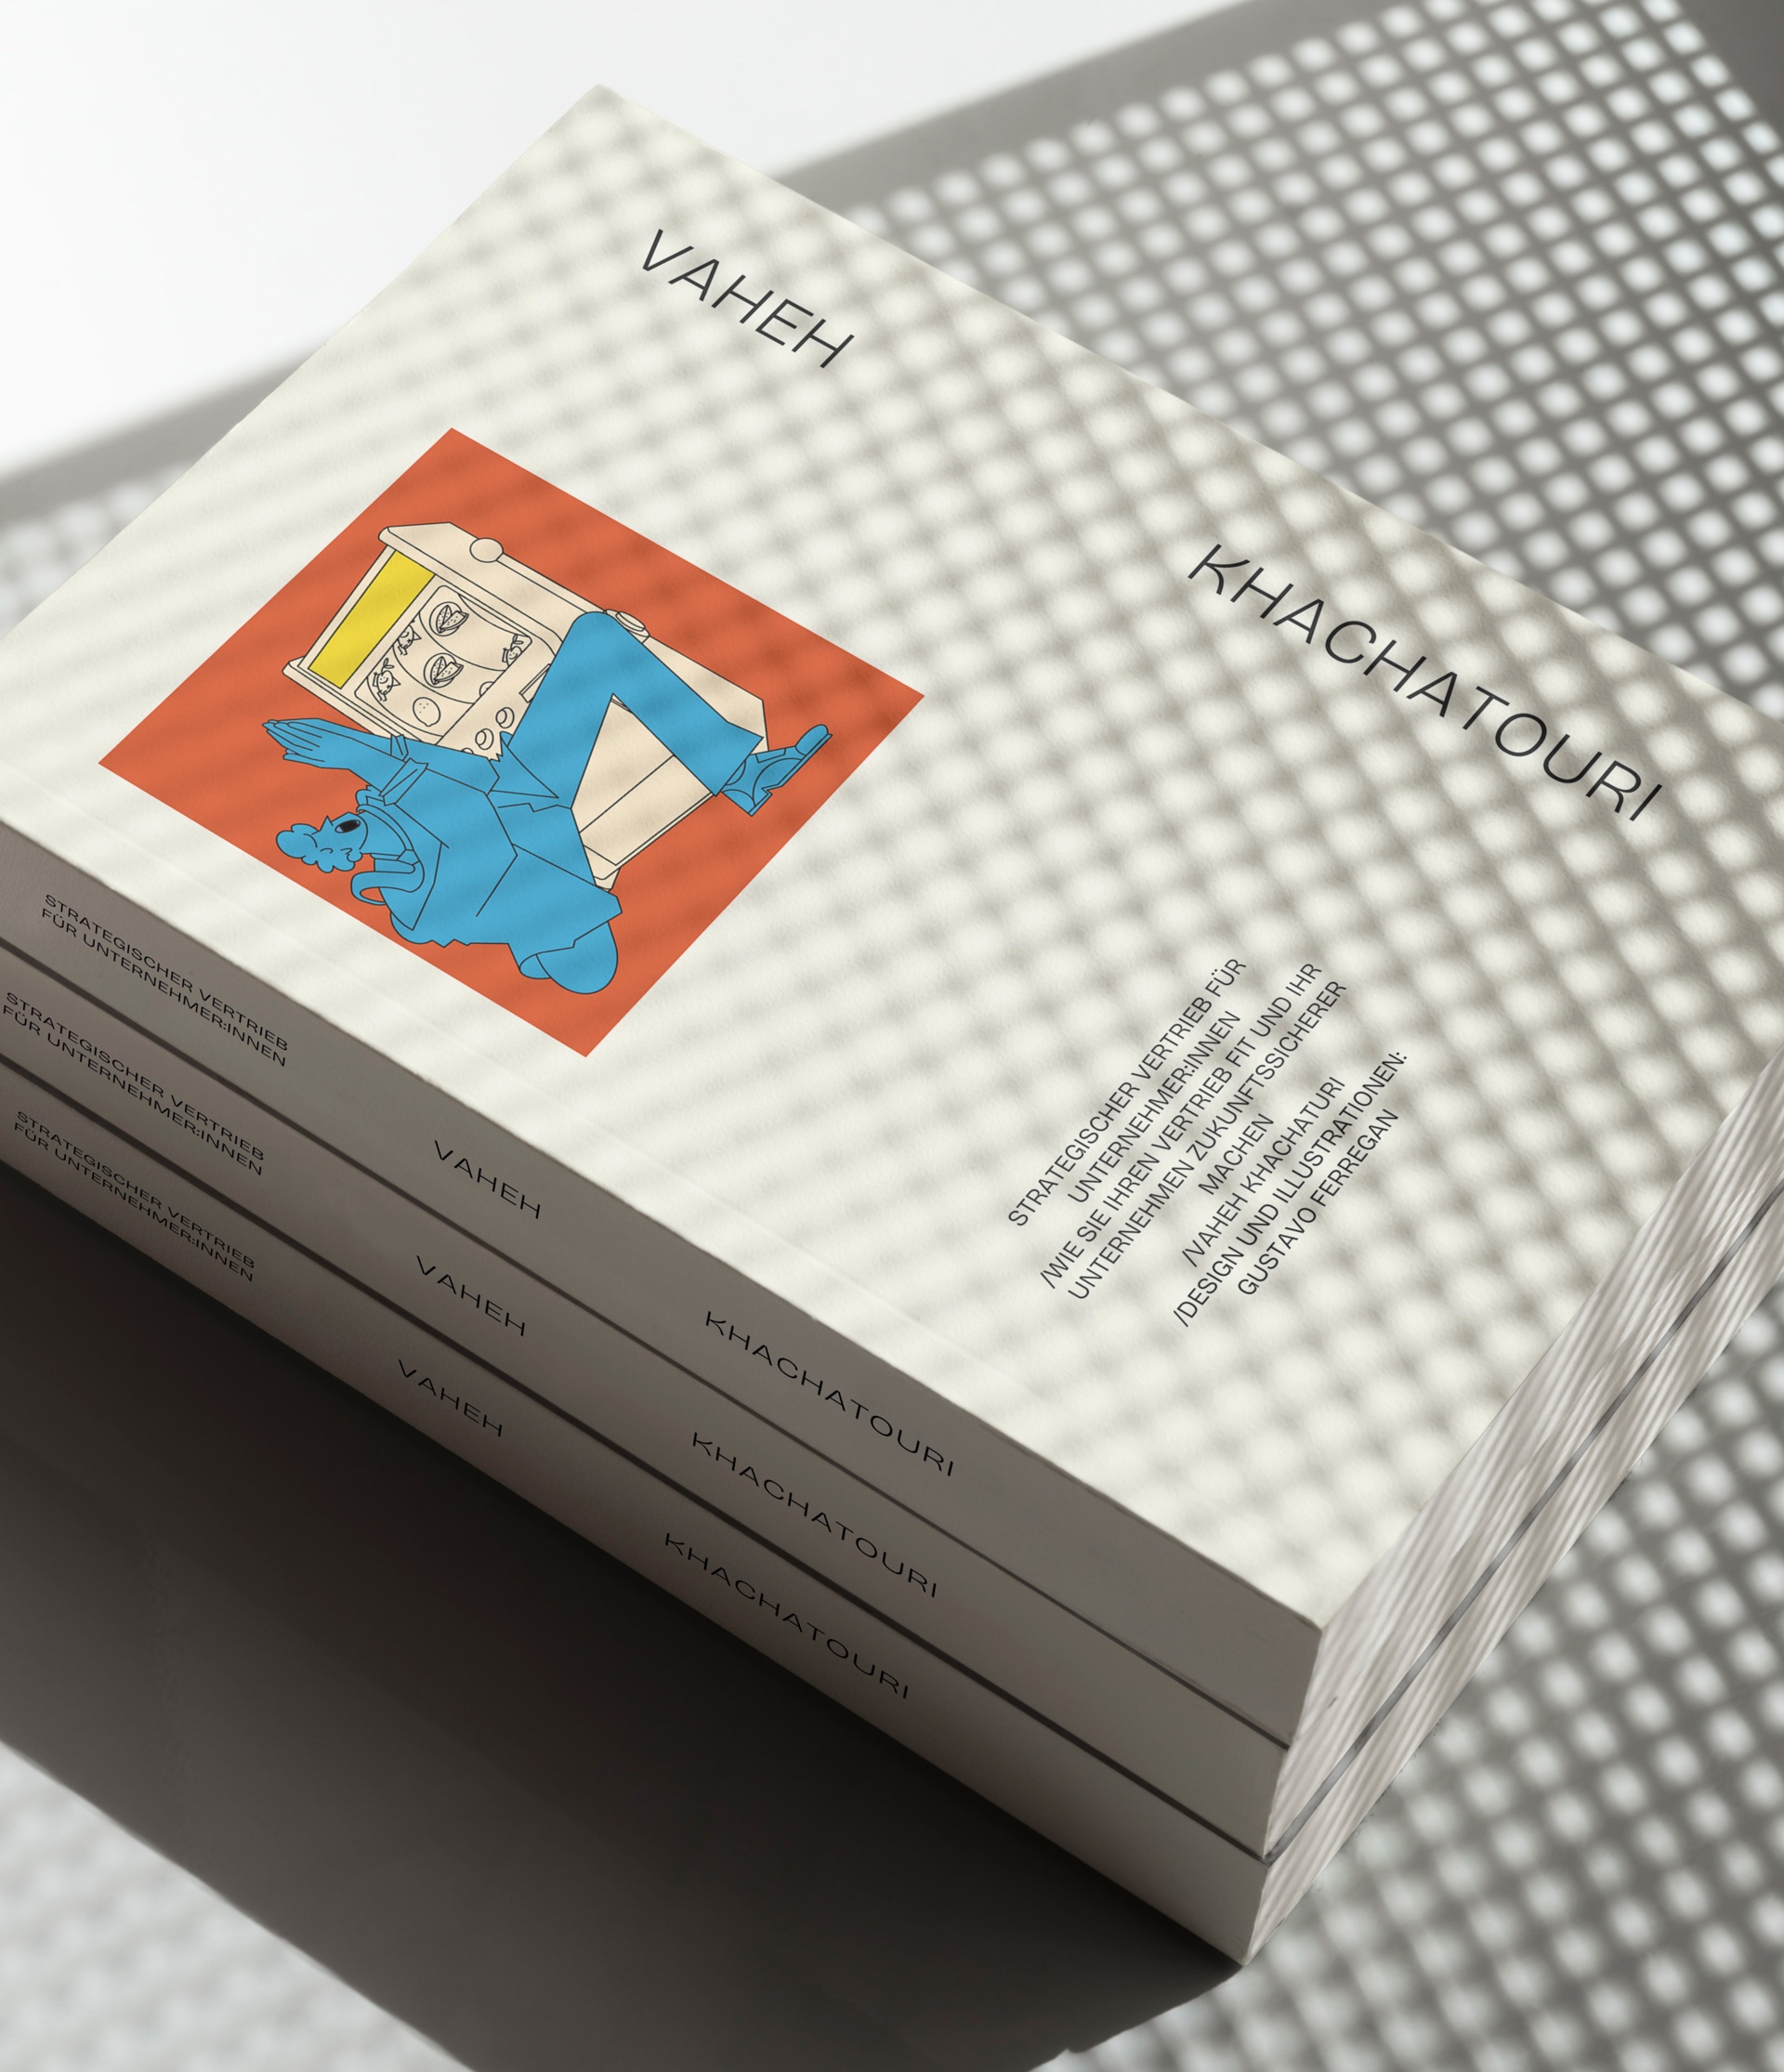 VAHEH
KHACHATOURI
STRATEGISCHER VERTRIEB FÜR
UNTERNEHMER:INNEN
/WIE SIE IHREN VERTRIEB FIT UND IHR
UNTERNEHMEN ZUKUNFTSSICHERER
MACHEN
/VAHEH KHACHATURI
/DESIGN UND ILLUSTRATIONEN:
GUSTAVO FERREGAN
STRATEGISCHER VERTRIEB
FÜR UNTERNEHMER:INNEN
VAHEH
KHACHATOURI
STRATEGISCHER VERTRIEB
FÜR UNTERNEHMER:INNEN
VAHEH
KHACHATOURI
STRATEGISCHER VERTRIEB
FÜR UNTERNEHMER:INNEN
VAHEH
KHACHATOURI